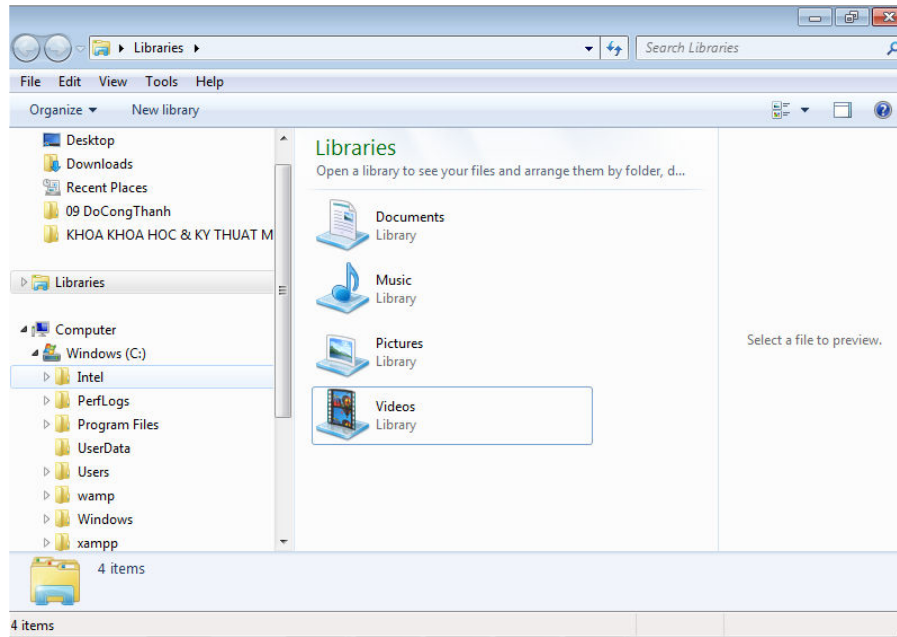 Libraries
Search Libraries
File Edit View Tools Help
Organize New library
Desktop
Downloads
Recent Places
09 DoCongThanh
KHOA KHOA HOC & KY THUAT M
Libraries
Computer
Windows (C:)
Intel
PerfLogs
Program Files
UserData
Users
wamp
Windows
xampp
Libraries
Open a library to see your files and arrange them by folder, d...
Documents
Library
Music
Library
Pictures
Library
Videos
Library
Select a file to preview.
4 items
4 items